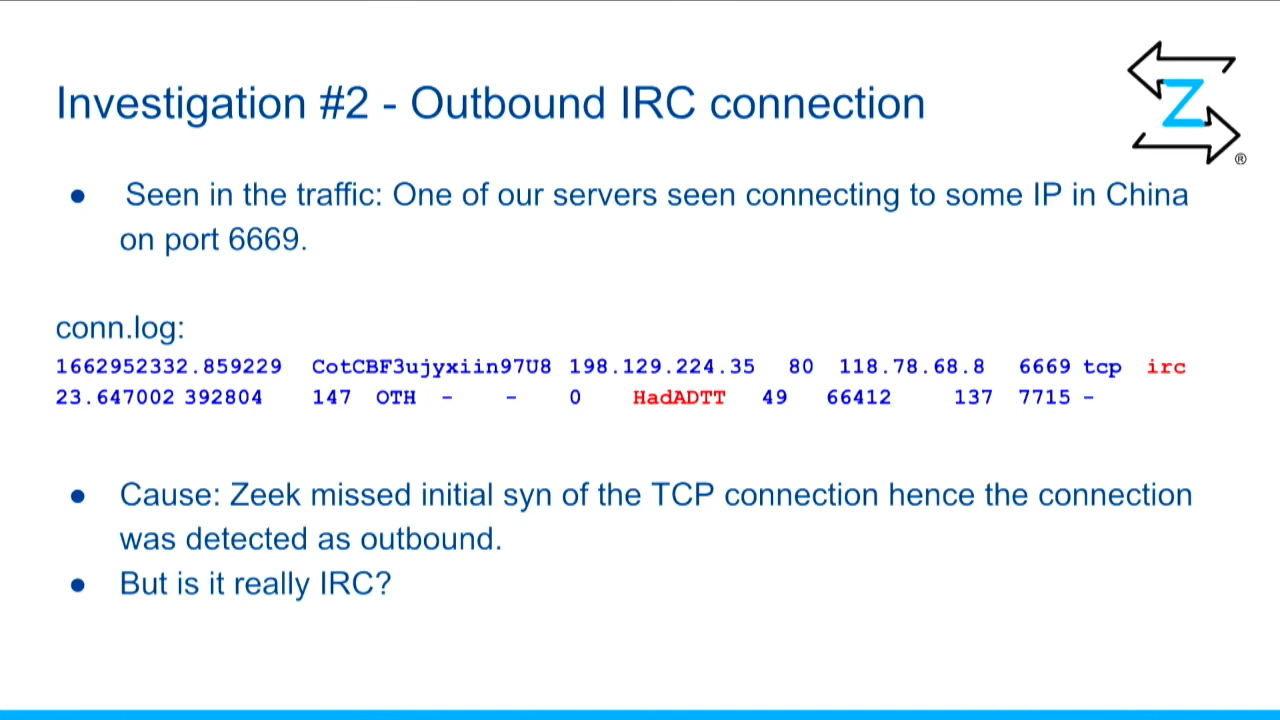 Investigation #2 - Outbound IRC connection
Z
®
● Seen in the traffic: One of our servers seen connecting to some IP in China
on port 6669.
conn.log:
1662952332.859229 CotCBF3ujyxiin97U8 198.129.224.35 80 118.78.68.8 6669 tcp irc
23.647002 392804 147 OTH - - 0 HadADTT 49 66412 137 7715 -
● Cause: Zeek missed initial syn of the TCP connection hence the connection
was detected as outbound.
● But is it really IRC?